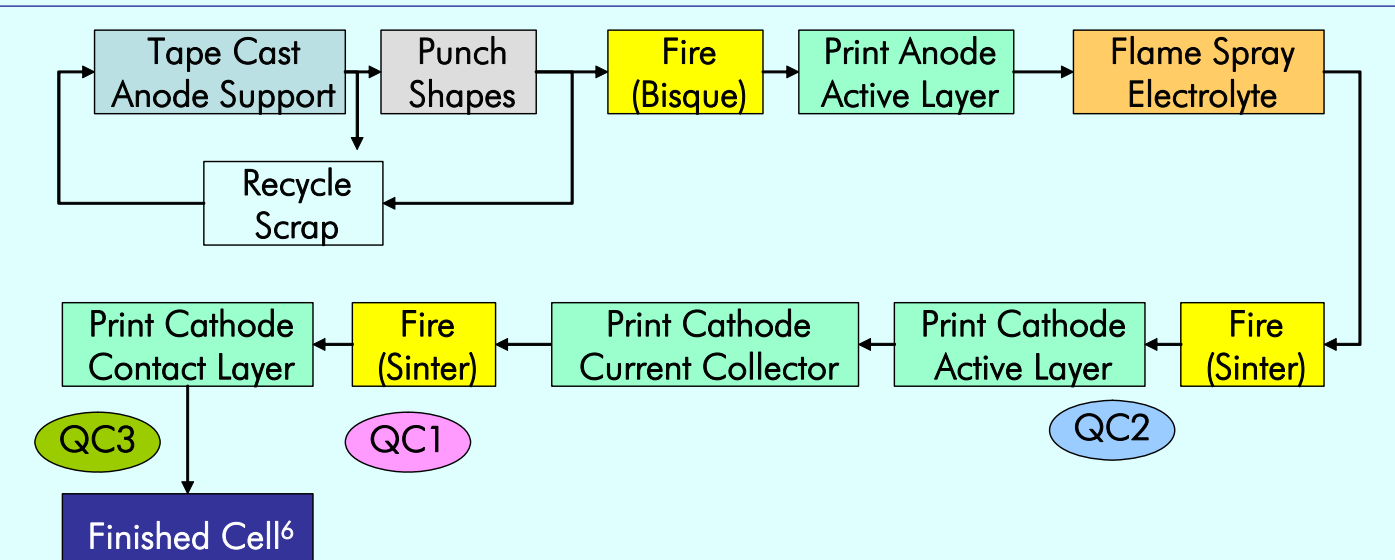 Tape Cast
Anode Support
Punch
Shapes
Fire
(Bisque)
Print Anode
Active Layer
Flame Spray
Electrolyte
Recycle
Scrap
Print Cathode
Contact Layer
Fire
(Sinter)
Print Cathode
Current Collector
Print Cathode
Active Layer
Fire
(Sinter)
QC3
QC1
QC2
Finished Cell⁶